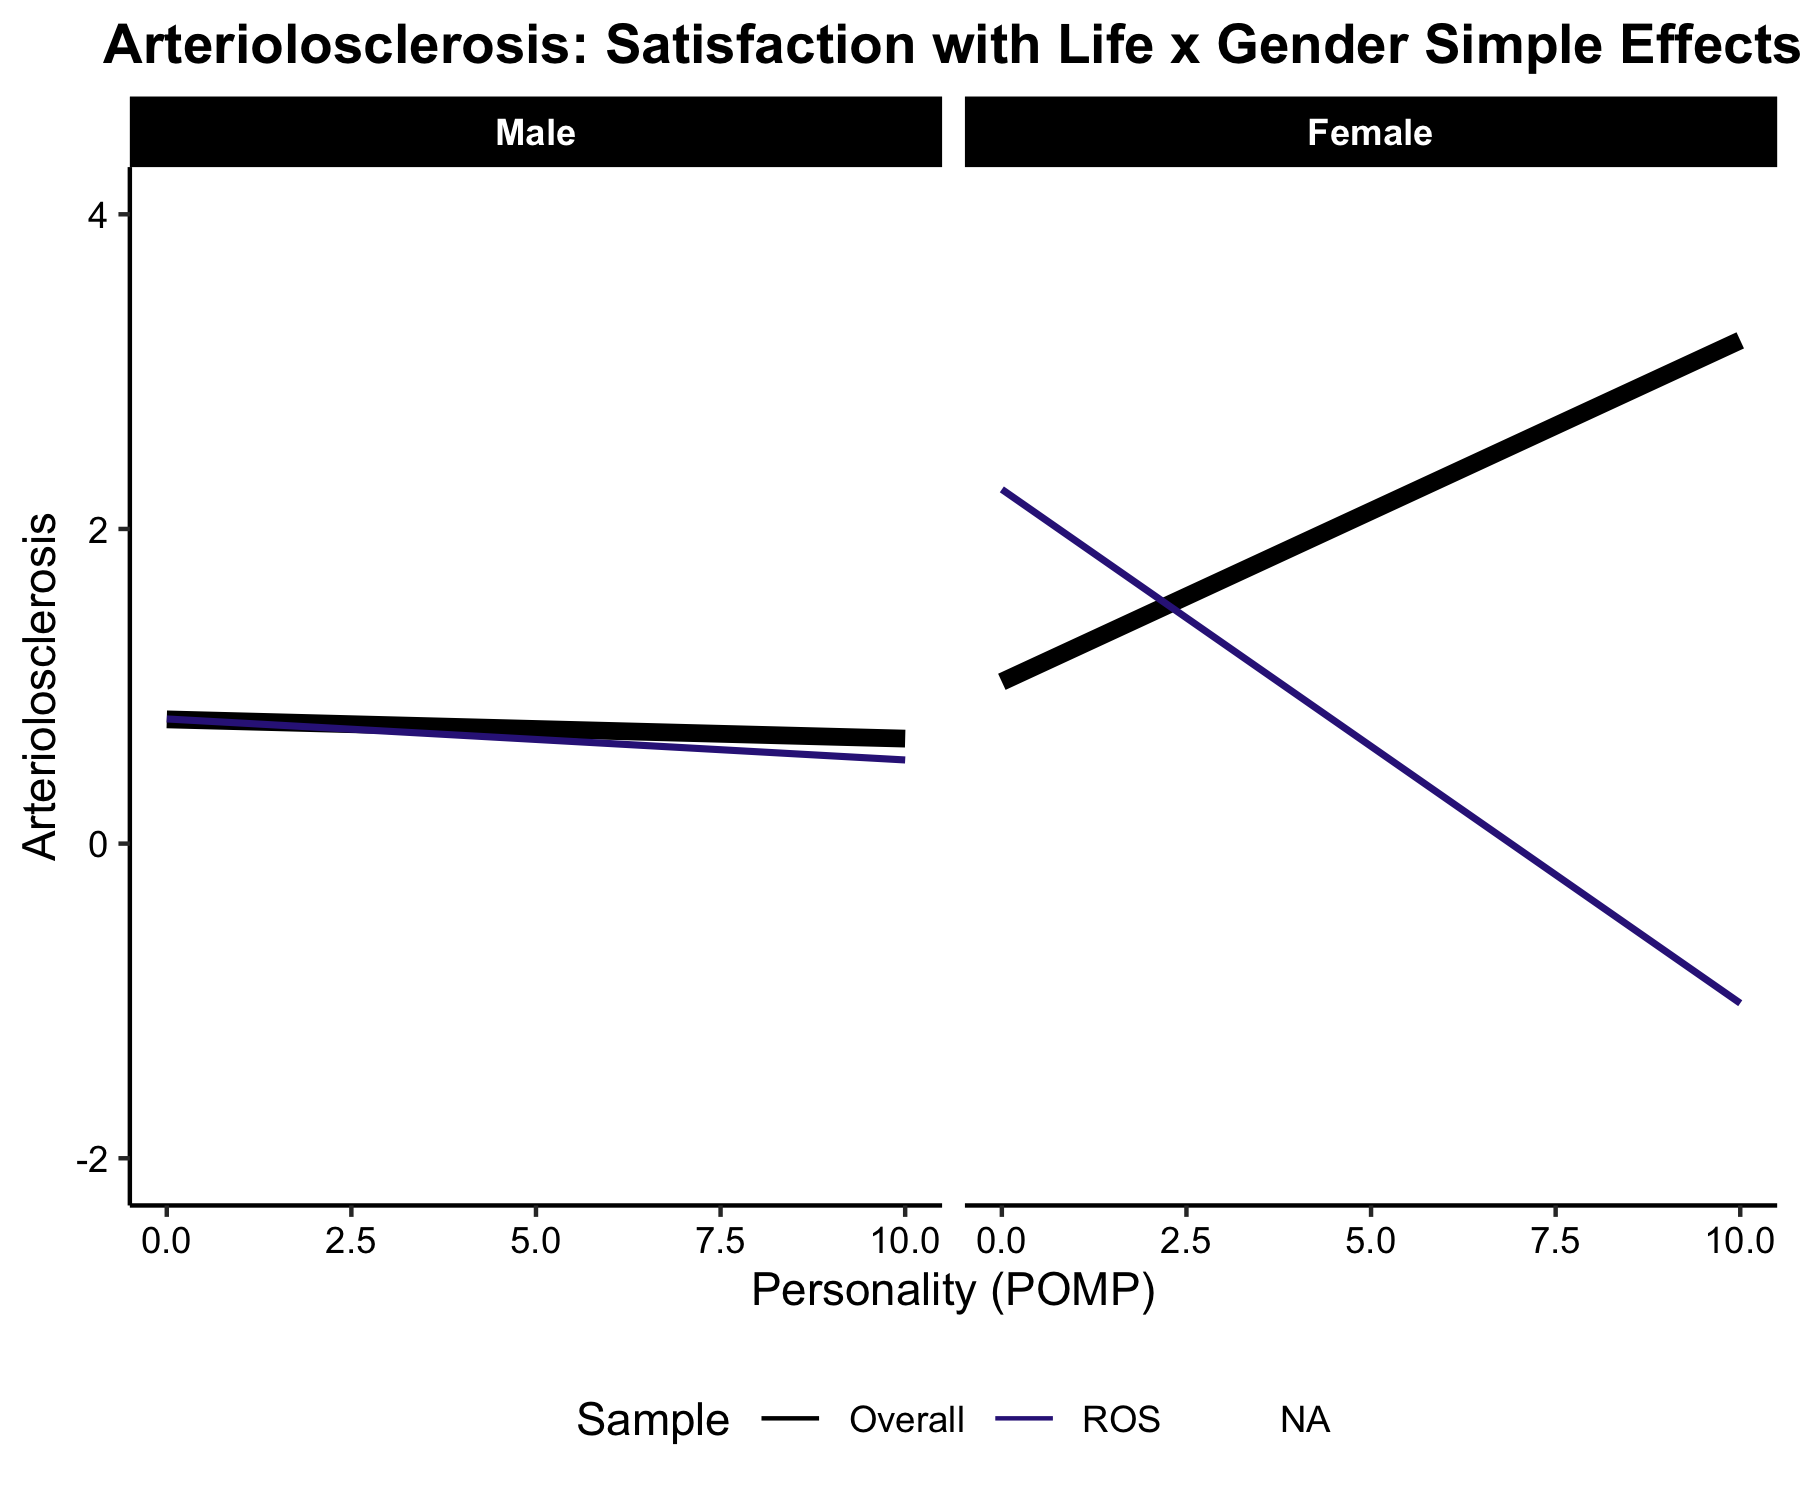 Arteriolosclerosis: Satisfaction with Life x Gender Simple Effects
Male
Female
Arteriolosclerosis
4
2
0
-2
0.0 2.5 5.0 7.5 10.0
0.0 2.5 5.0 7.5 10.0
Personality (POMP)
Sample Overall ROS NA